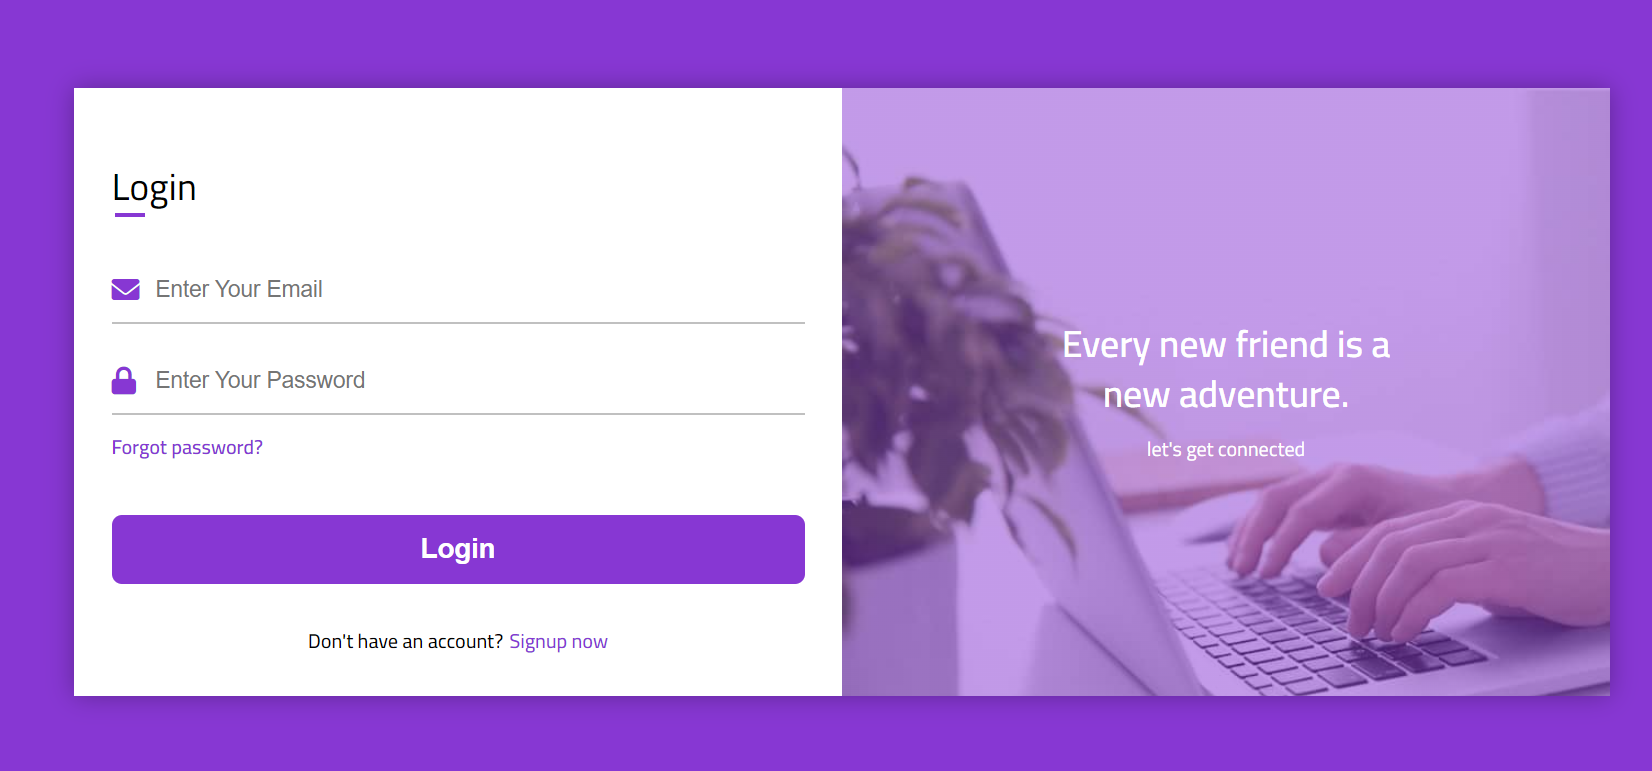 Login
Enter Your Email
Enter Your Password
Forgot password?
Login
Don't have an account? Signup now
Every new friend is a
new adventure.
let's get connected